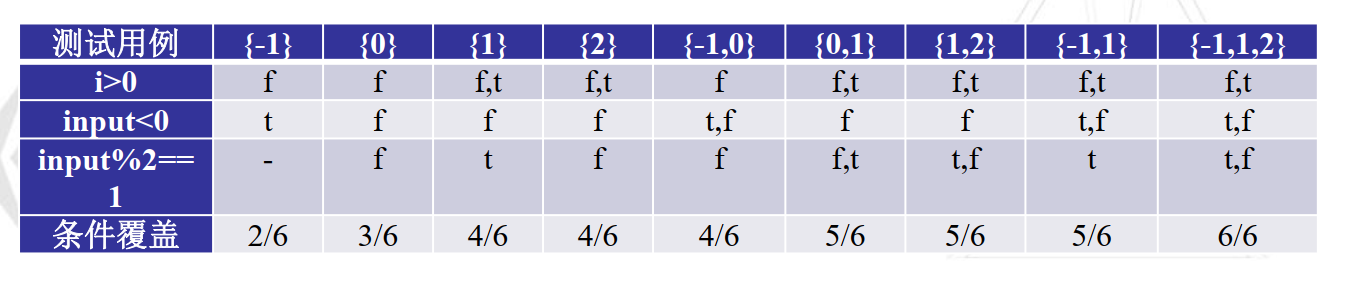 测试用例 {-1} {0} {1} {2} {-1,0} {0,1} {1,2} {-1,1} {-1,1,2}
i>0 f f f,t f,t f f,t f,t f,t f,t
input<0 t f f f t,f f f t,f t,f
input%2== - f t f f f,t t,f t t,f
1
条件覆盖 2/6 3/6 4/6 4/6 4/6 5/6 5/6 5/6 6/6